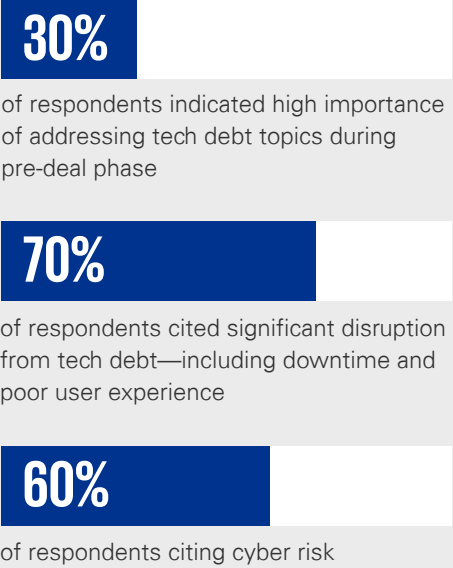 30%
of respondents indicated high importance
of addressing tech debt topics during
pre-deal phase
70%
of respondents cited significant disruption
from tech debt—including downtime and
poor user experience
60%
of respondents citing cyber risk